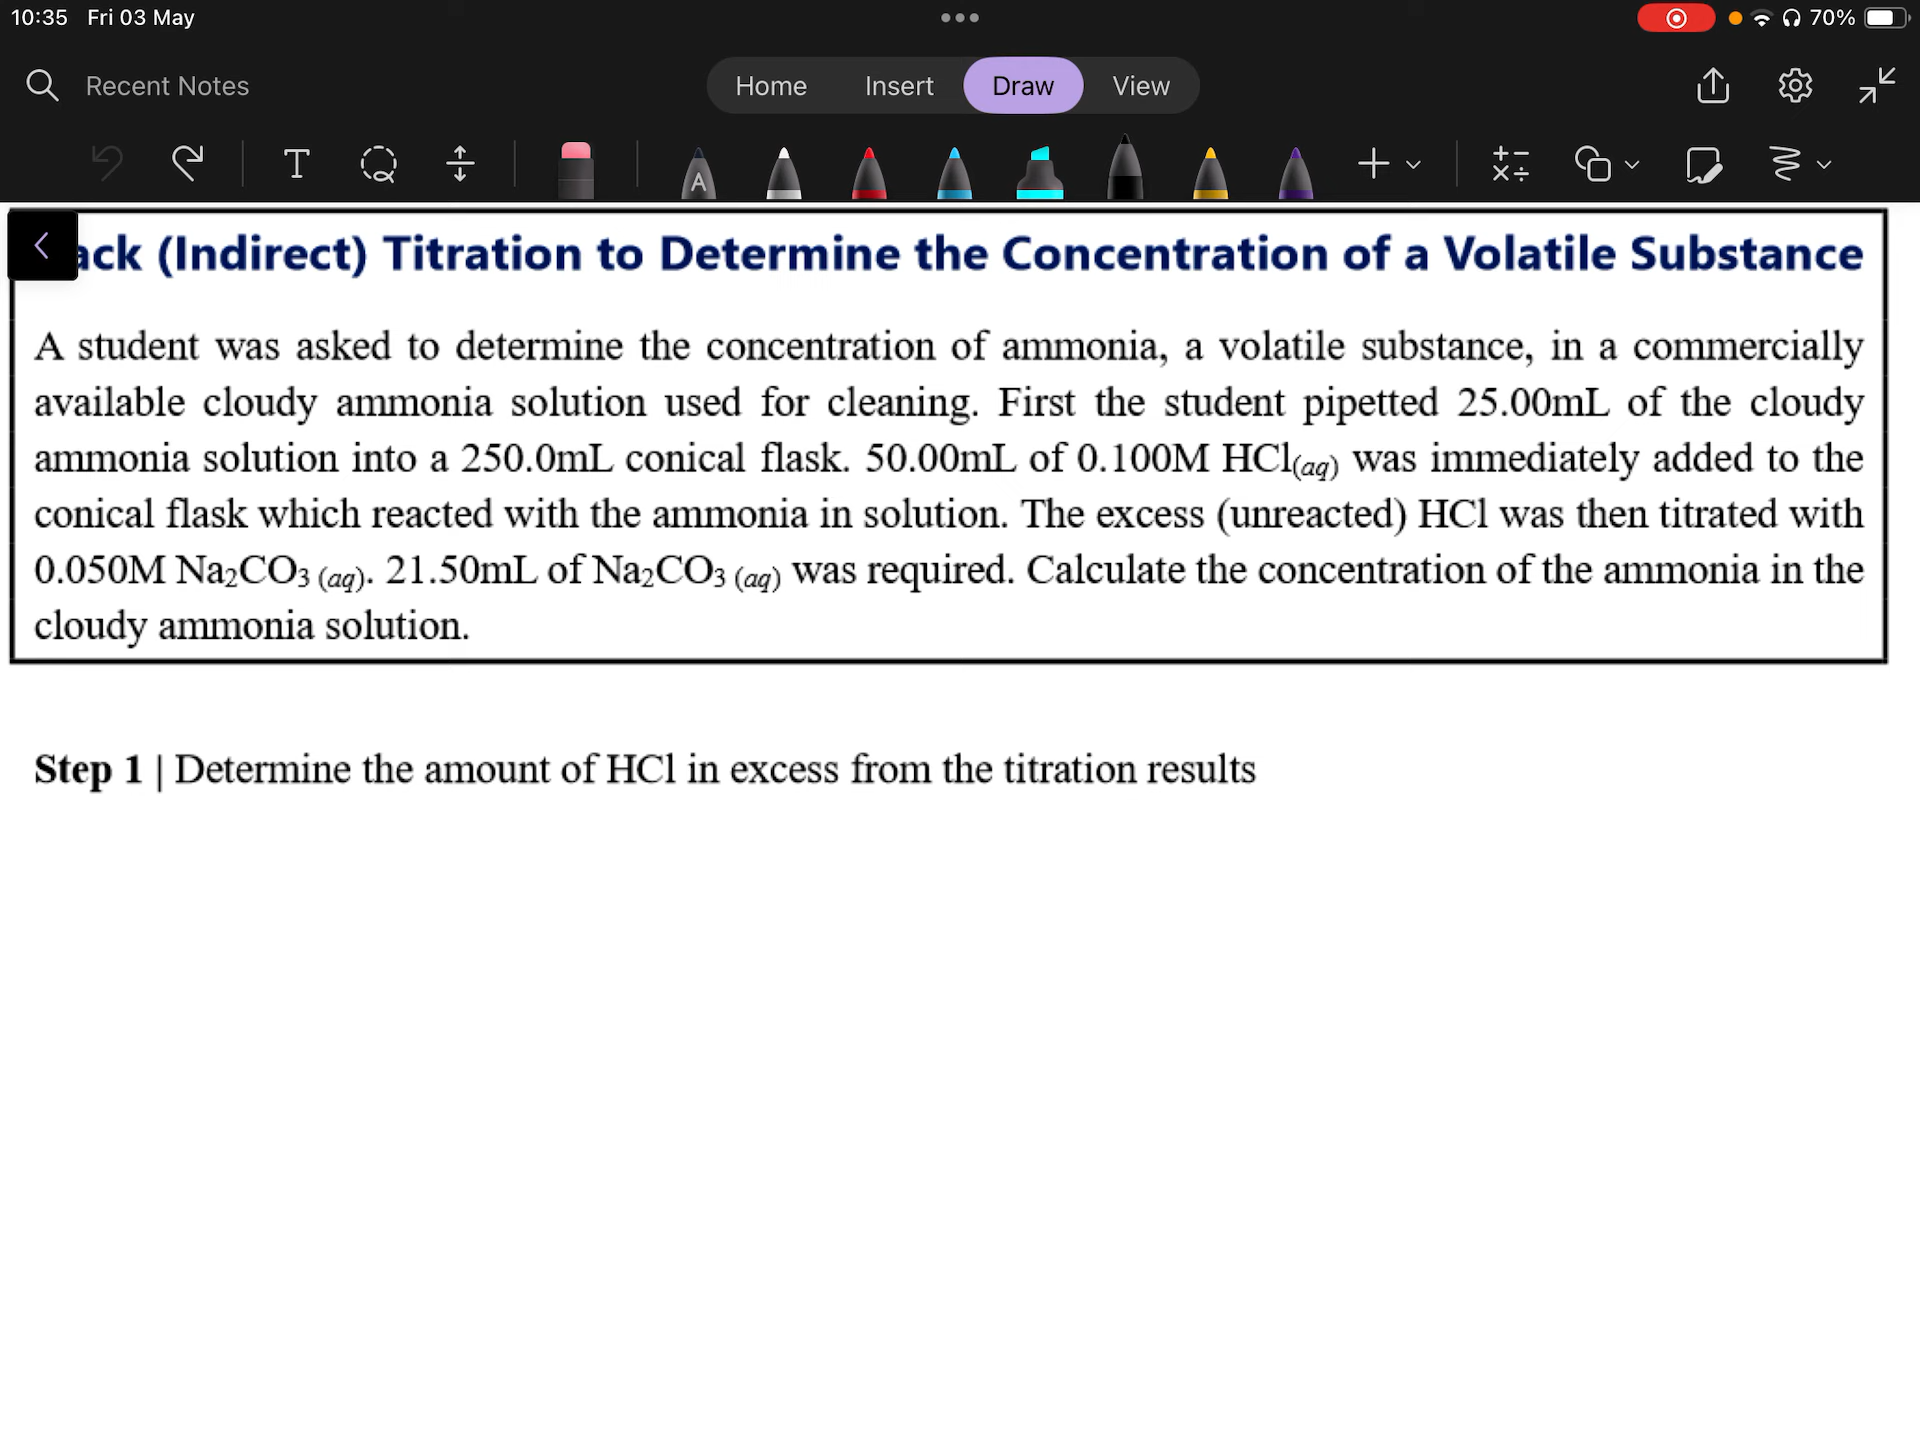 10:35 Fri 03 May
70%
Recent Notes
Home Insert Draw View
T
A
ack (Indirect) Titration to Determine the Concentration of a Volatile Substance
A student was asked to determine the concentration of ammonia, a volatile substance, in a commercially
available cloudy ammonia solution used for cleaning. First the student pipetted 25.00mL of the cloudy
ammonia solution into a 250.0mL conical flask. 50.00mL of 0.100M HCl(aq) was immediately added to the
conical flask which reacted with the ammonia in solution. The excess (unreacted) HCl was then titrated with
0.050M Na₂CO₃ (aq). 21.50mL of Na₂CO₃ (aq) was required. Calculate the concentration of the ammonia in the
cloudy ammonia solution.
Step 1 | Determine the amount of HCl in excess from the titration results